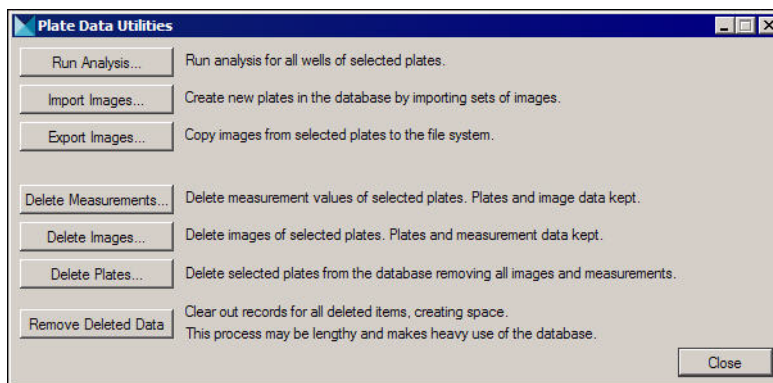 Plate Data Utilities
Run Analysis... Run analysis for all wells of selected plates.
Import Images... Create new plates in the database by importing sets of images.
Export Images... Copy images from selected plates to the file system.
Delete Measurements... Delete measurement values of selected plates. Plates and image data kept.
Delete Images... Delete images of selected plates. Plates and measurement data kept.
Delete Plates... Delete selected plates from the database removing all images and measurements.
Remove Deleted Data Clear out records for all deleted items, creating space.
This process may be lengthy and makes heavy use of the database.
Close